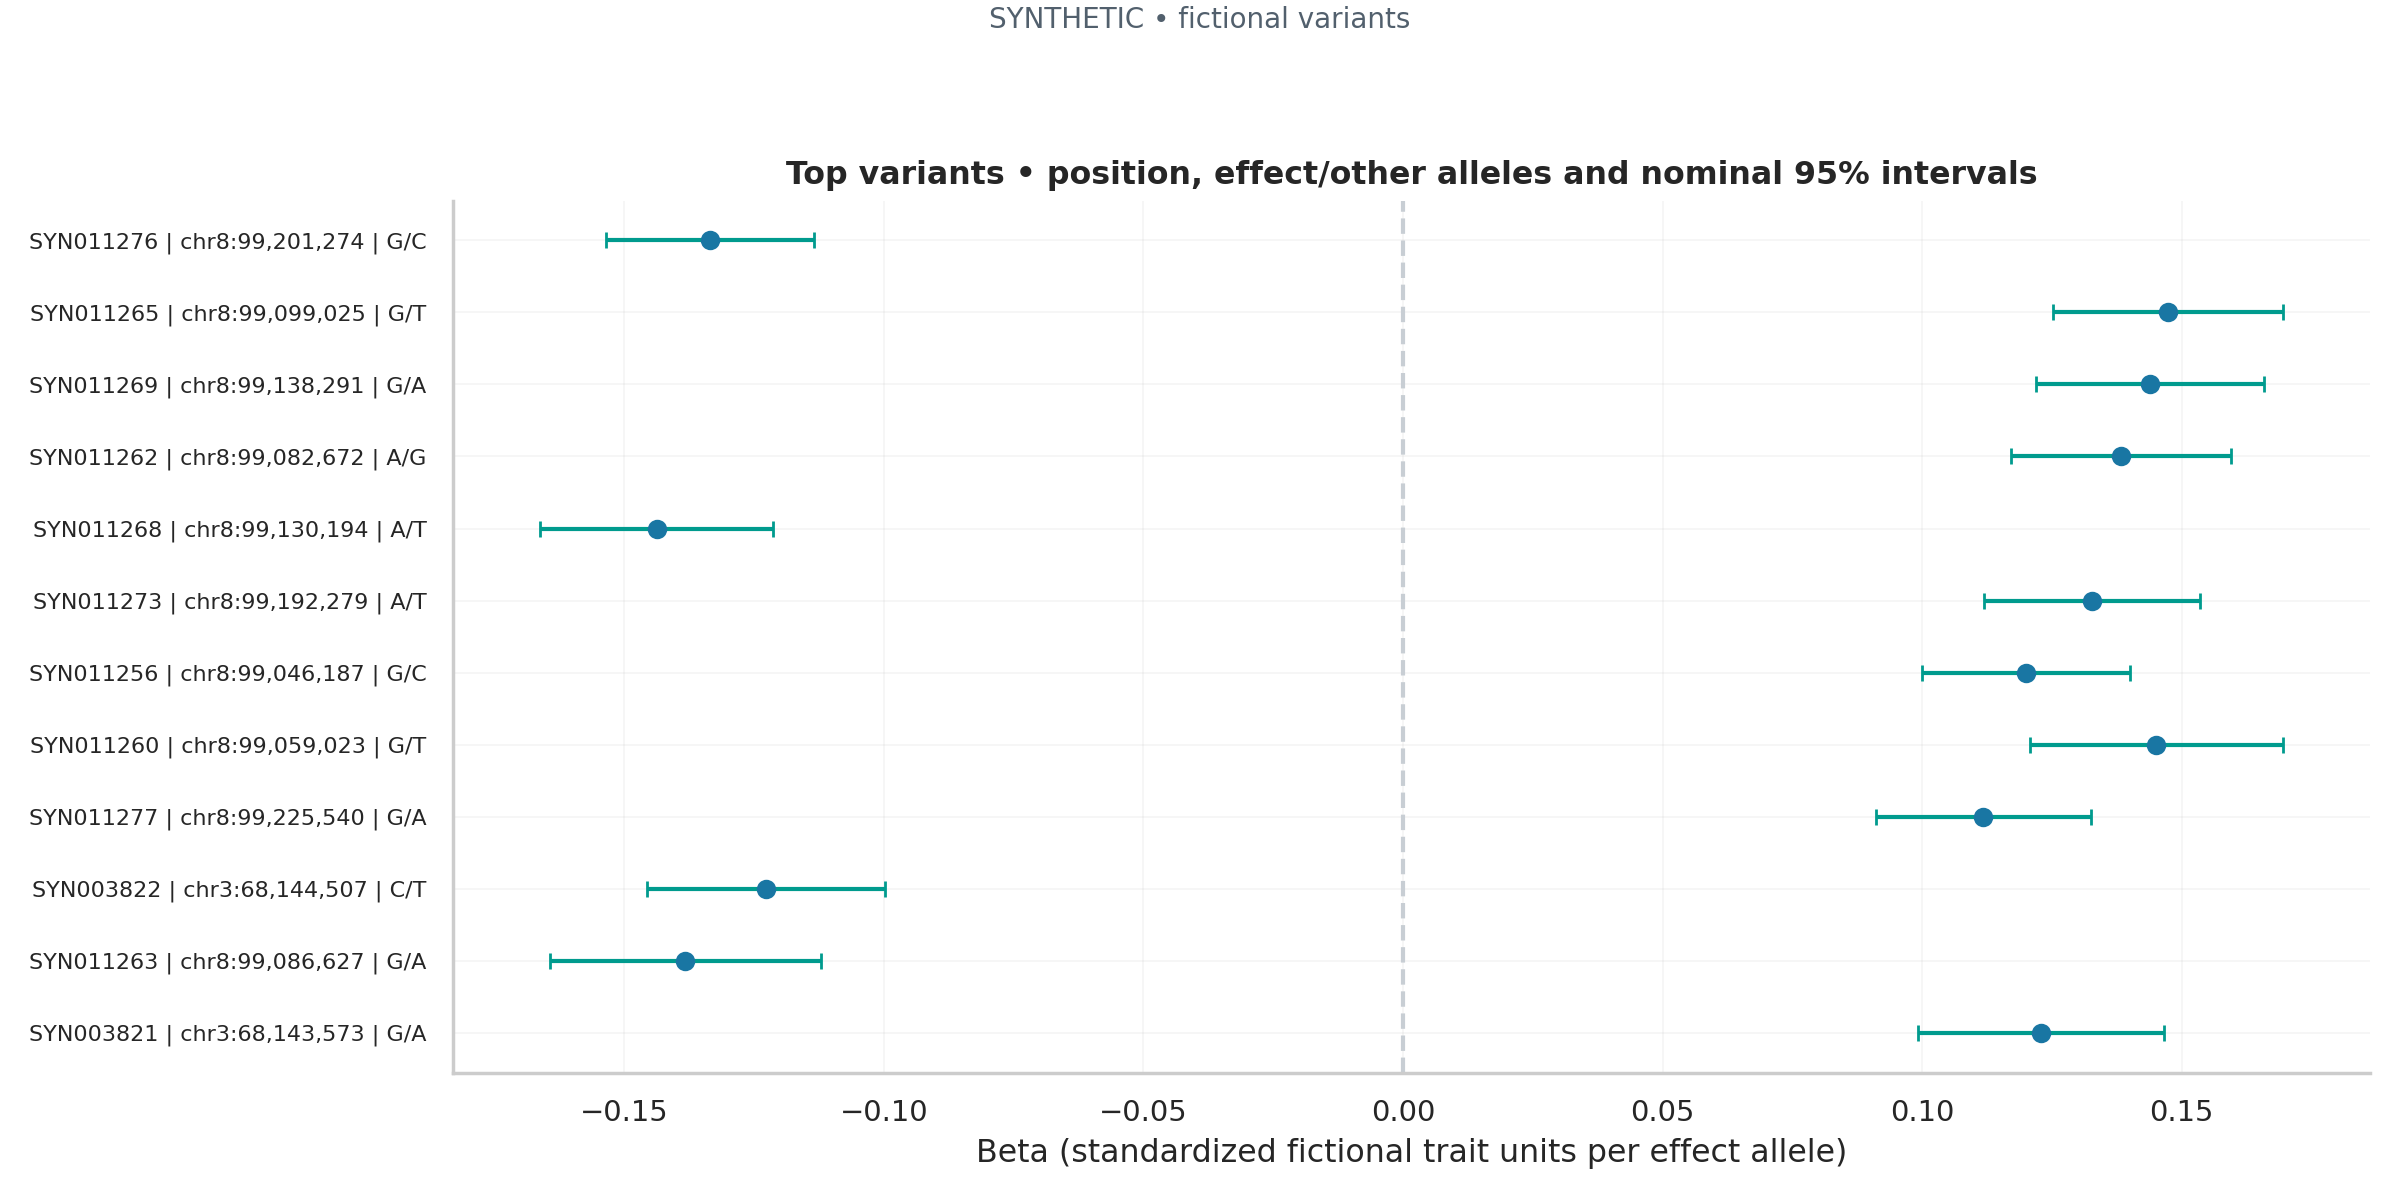 SYNTHETIC • fictional variants
Top variants • position, effect/other alleles and nominal 95% intervals
SYN011276 | chr8:99,201,274 | G/C
SYN011265 | chr8:99,099,025 | G/T
SYN011269 | chr8:99,138,291 | G/A
SYN011262 | chr8:99,082,672 | A/G
SYN011268 | chr8:99,130,194 | A/T
SYN011273 | chr8:99,192,279 | A/T
SYN011256 | chr8:99,046,187 | G/C
SYN011260 | chr8:99,059,023 | G/T
SYN011277 | chr8:99,225,540 | G/A
SYN003822 | chr3:68,144,507 | C/T
SYN011263 | chr8:99,086,627 | G/A
SYN003821 | chr3:68,143,573 | G/A
−0.15 −0.10 −0.05 0.00 0.05 0.10 0.15
Beta (standardized fictional trait units per effect allele)